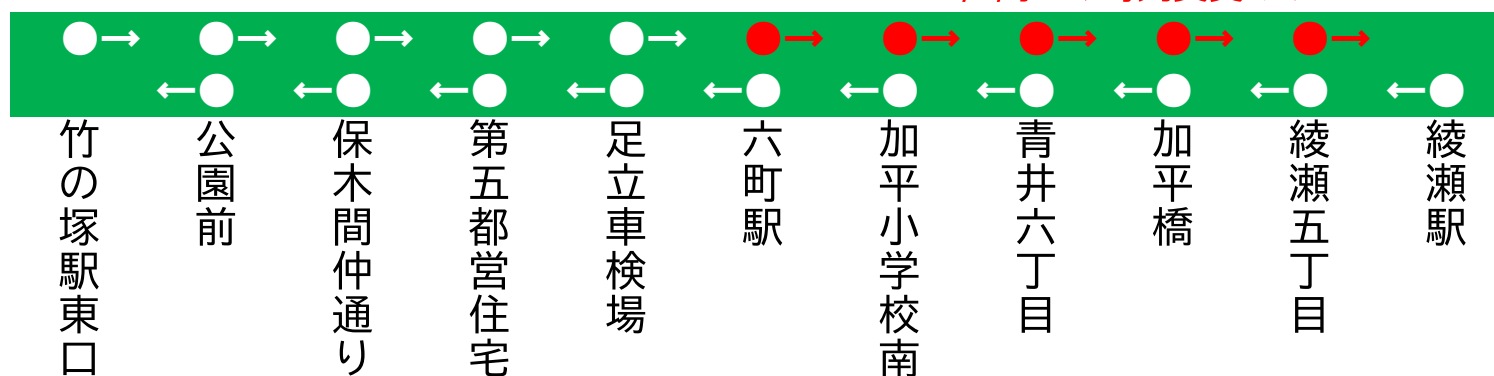 竹の塚駅東口
公園前
保木間仲通り
第五都営住宅
足立車検場
六町駅
加平小学校南
青井六丁目
加平橋
綾瀬五丁目
綾瀬駅